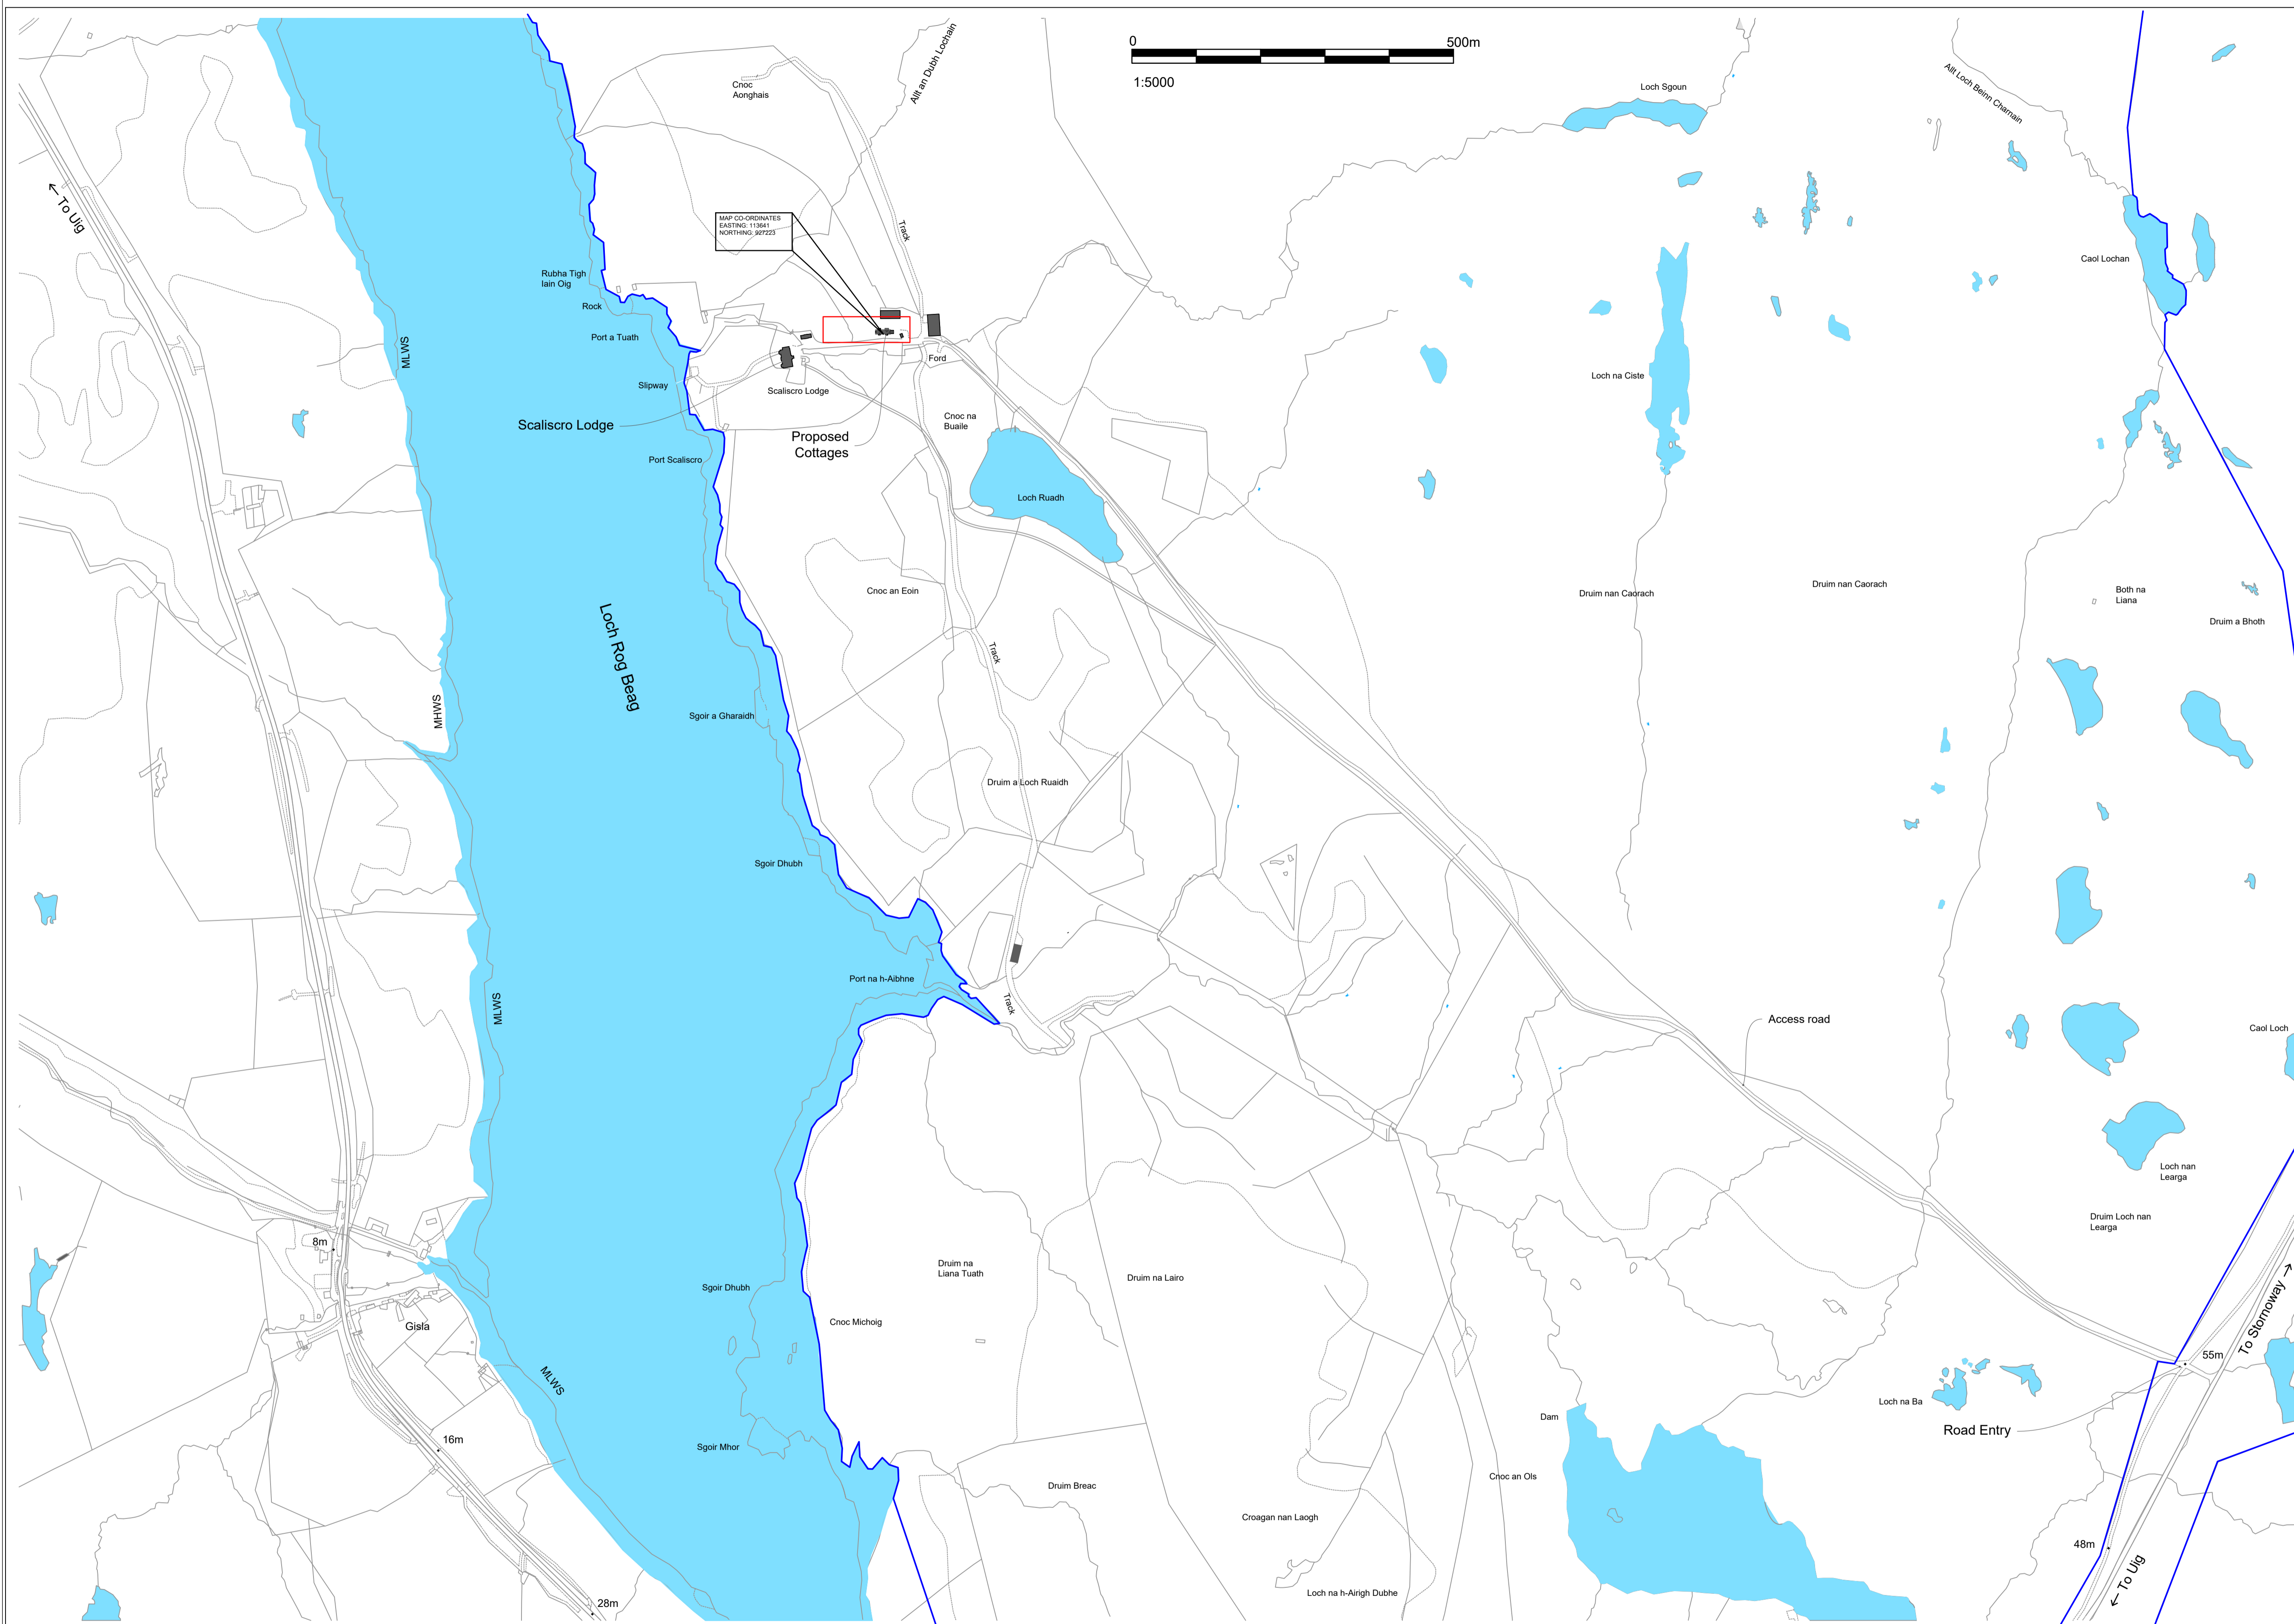 0
500m
1:5000
Cnoc
Aonghais
Allt an Dubh Lochain
Loch Sgoun
Allt Loch Beinn Charnain
← To Uig
MAP CO-ORDINATES
EASTING: 113641
NORTHING: 927223
Track
Caol Lochan
Rubha Tigh
Iain Oig
Rock
Port a Tuath
MLWS
Ford
Slipway
Scaliscro Lodge
Loch na Ciste
Scaliscro Lodge
Cnoc na
Buaile
Proposed
Cottages
Port Scaliscro
Loch Ruadh
Cnoc an Eoin
Druim nan Caorach
Druim nan Caorach
Both na
Liana
Druim a Bhoth
Loch Rog Beag
Track
MHWS
Sgoir a Gharaidh
Druim a Loch Ruaidh
Sgoir Dhubh
Port na h-Aibhne
MLWS
Track
Access road
Caol Loch
Loch nan
Learga
Druim Loch nan
Learga
8m
Druim na
Liana Tuath
Druim na Lairo
Sgoir Dhubh
Gisla
Cnoc Michoig
To Stornoway →
55m
MLWS
Loch na Ba
Dam
Road Entry
16m
Sgoir Mhor
Cnoc an Ols
Druim Breac
Croagan nan Laogh
48m
← To Uig
Loch na h-Airigh Dubhe
28m